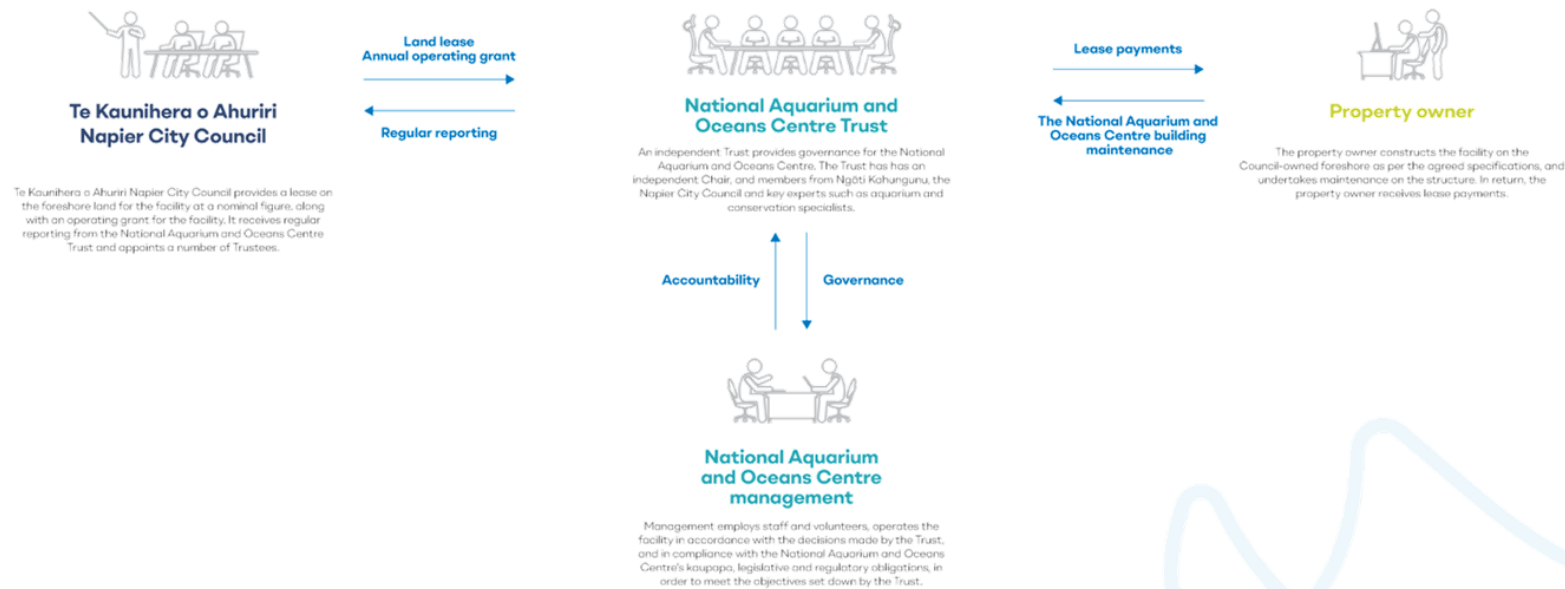 Land lease
Annual operating grant
Regular reporting
Te Kaunihera o Ahuriri
Napier City Council
Te Kaunihera o Ahuriri Napier City Council provides a lease on
the foreshore land for the facility at a nominal figure, along
with an operating grant for the facility. It receives regular
reporting from the National Aquarium and Oceans Centre
Trust and appoints a number of Trustees.
National Aquarium and
Oceans Centre Trust
An independent Trust provides governance for the National
Aquarium and Oceans Centre. The Trust has has an
independent Chair, and members from Ngāti Kahungunu, the
Napier City Council and key experts such as aquarium and
conservation specialists.
Lease payments
The National Aquarium and
Oceans Centre building
maintenance
Property owner
The property owner constructs the facility on the
Council-owned foreshore as per the agreed specifications, and
undertakes maintenance on the structure. In return, the
property owner receives lease payments.
Accountability
Governance
National Aquarium
and Oceans Centre
management
Management employs staff and volunteers, operates the
facility in accordance with the decisions made by the Trust,
and in compliance with the National Aquarium and Oceans
Centre's kaupapa, legislative and regulatory obligations, in
order to meet the objectives set down by the Trust.